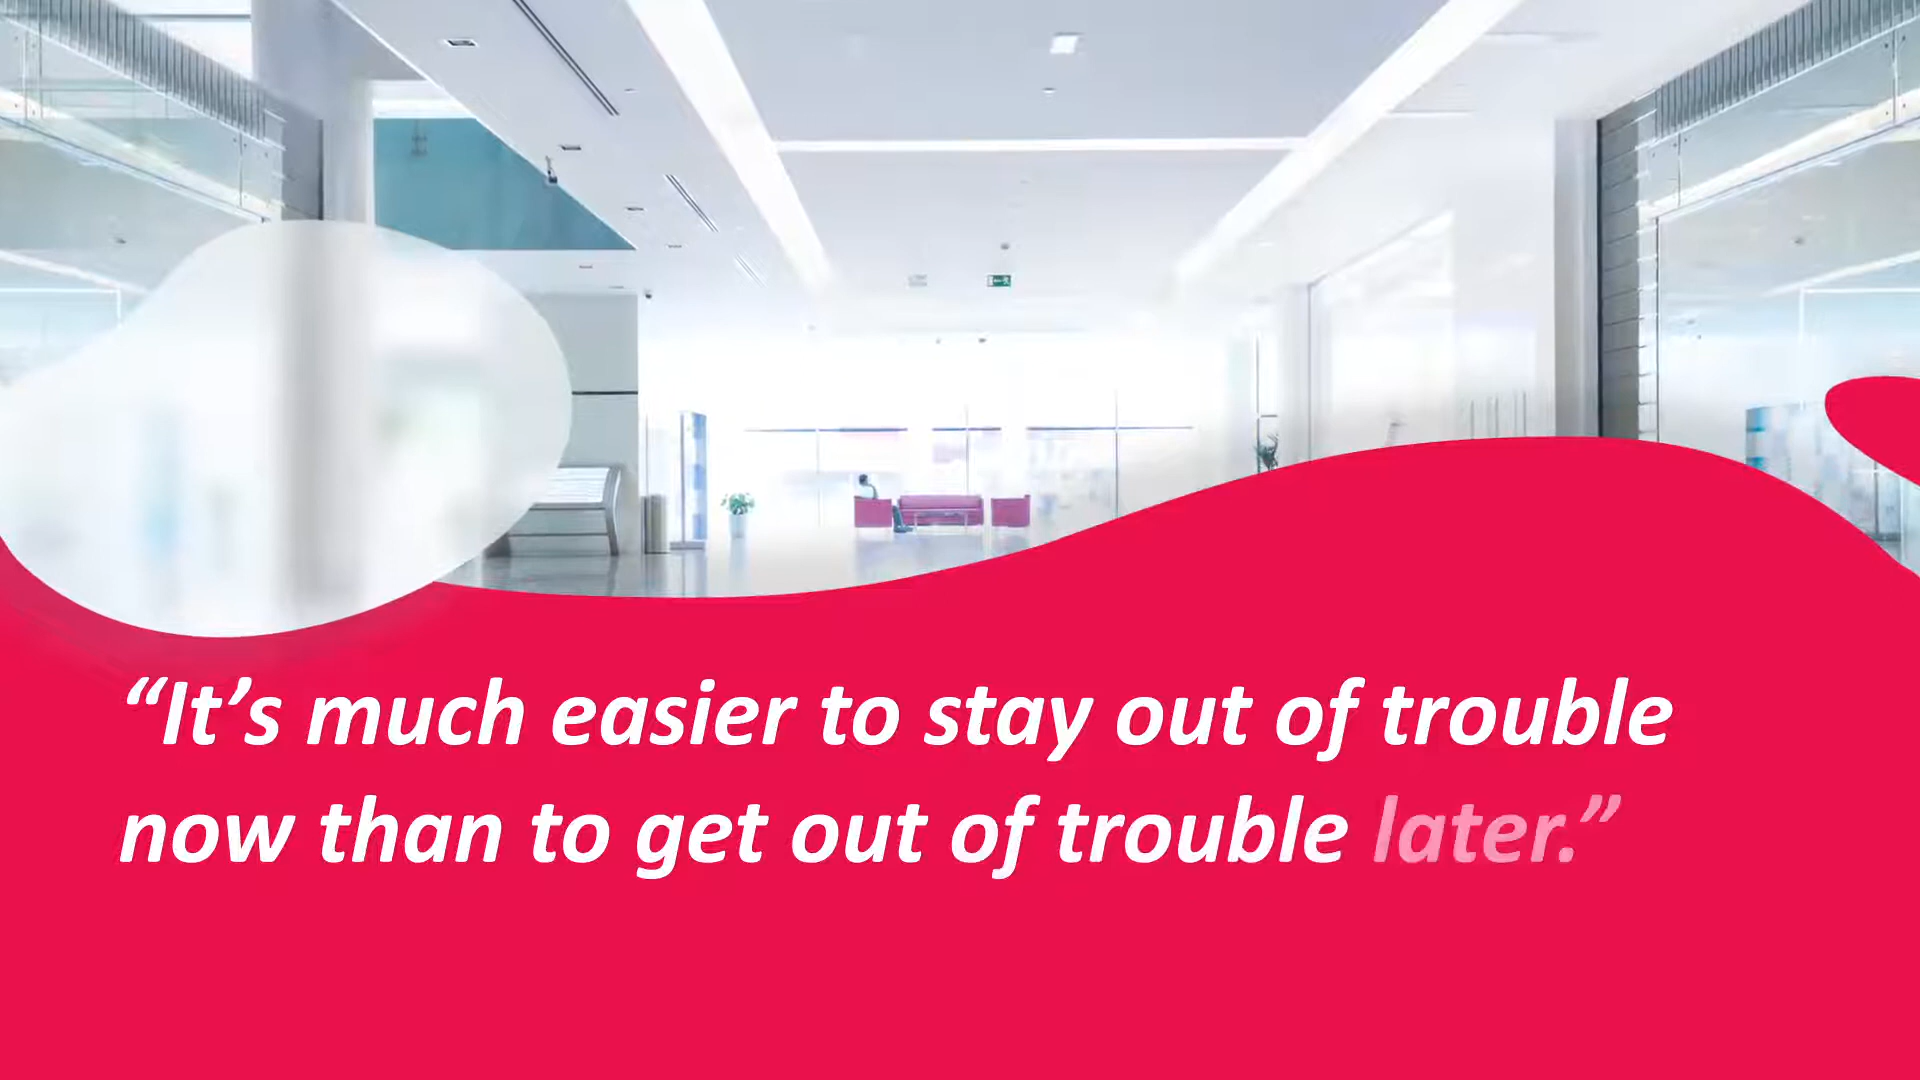 “It’s much easier to stay out of trouble
now than to get out of trouble later.”